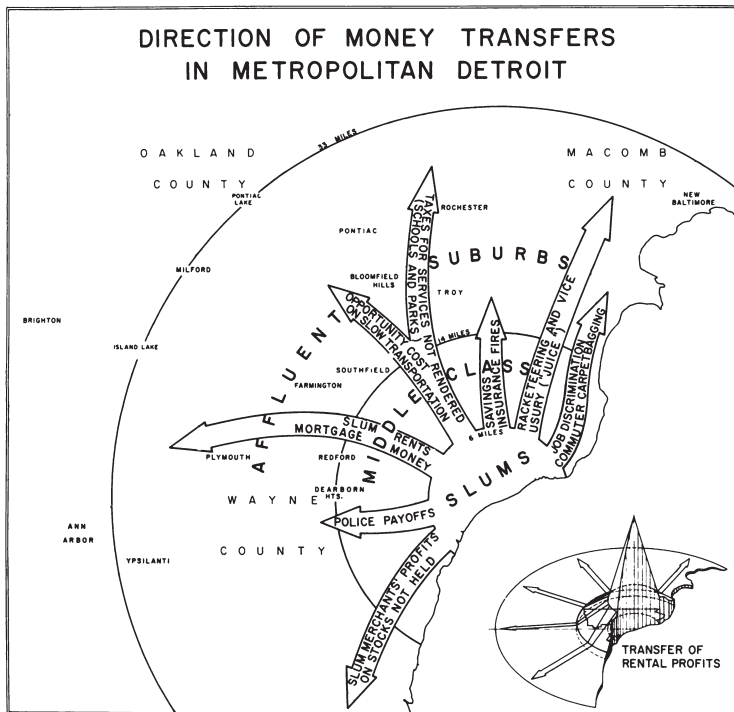 DIRECTION OF MONEY TRANSFERS
IN METROPOLITAN DETROIT
33 MILES
OAKLAND
COUNTY
MACOMB
COUNTY
PONTIAC
LAKE
NEW
BALTIMORE
ROCHESTER
PONTIAC
SUBURBS
MILFORD
BLOOMFIELD
HILLS
TROY
BRIGHTON
ISLAND LAKE
14 MILES
TAXES FOR SERVICES NOT RENDERED
(SCHOOLS AND PARKS)
OPPORTUNITY COST
ON SLOW TRANSPORTATION
SAVINGS
INSURANCE FIRES
RACKETEERING AND VICE
USURY ("JUICE")
JOB DISCRIMINATION
COMMUTER CARPETBAGGING
SOUTHFIELD
FARMINGTON
AFFLUENT
MIDDLE CLASS
6 MILES
SLUM RENTS
MORTGAGE MONEY
PLYMOUTH
REDFORD
SLUMS
DEARBORN
HTS.
WAYNE
COUNTY
POLICE PAYOFFS
ANN
ARBOR
YPSILANTI
SLUM MERCHANTS' PROFITS
ON STOCKS NOT HELD
TRANSFER OF
RENTAL PROFITS